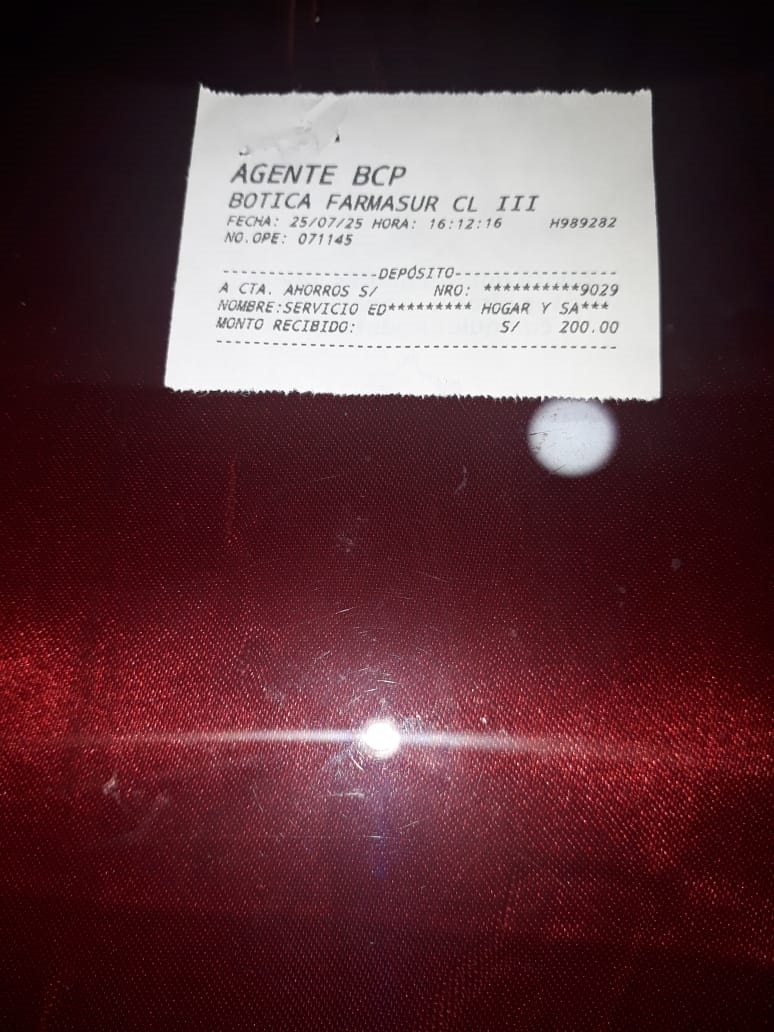 AGENTE BCP
BOTICA FARMASUR CL III
FECHA: 25/07/25 HORA: 16:12:16 H989282
NO.OPE: 071145
------------------DEPÓSITO-------------------
A CTA. AHORROS S/ NRO: **********9029
NOMBRE:SERVICIO ED********* HOGAR Y SA***
MONTO RECIBIDO: S/ 200.00
---------------------------------------------